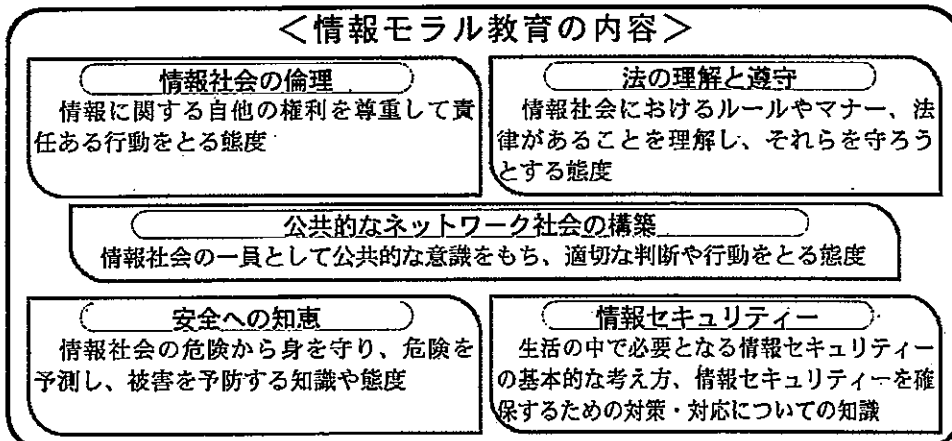 <情報モラル教育の内容>
情報社会の倫理
情報に関する自他の権利を尊重して責
任ある行動をとる態度
法の理解と遵守
情報社会におけるルールやマナー、法
律があることを理解し、それらを守ろう
とする態度
公共的なネットワーク社会の構築
情報社会の一員として公共的な意識をもち、適切な判断や行動をとる態度
安全への知恵
情報社会の危険から身を守り、危険を
予測し、被害を予防する知識や態度
情報セキュリティー
生活の中で必要となる情報セキュリティー
の基本的な考え方、情報セキュリティーを確
保するための対策・対応についての知識